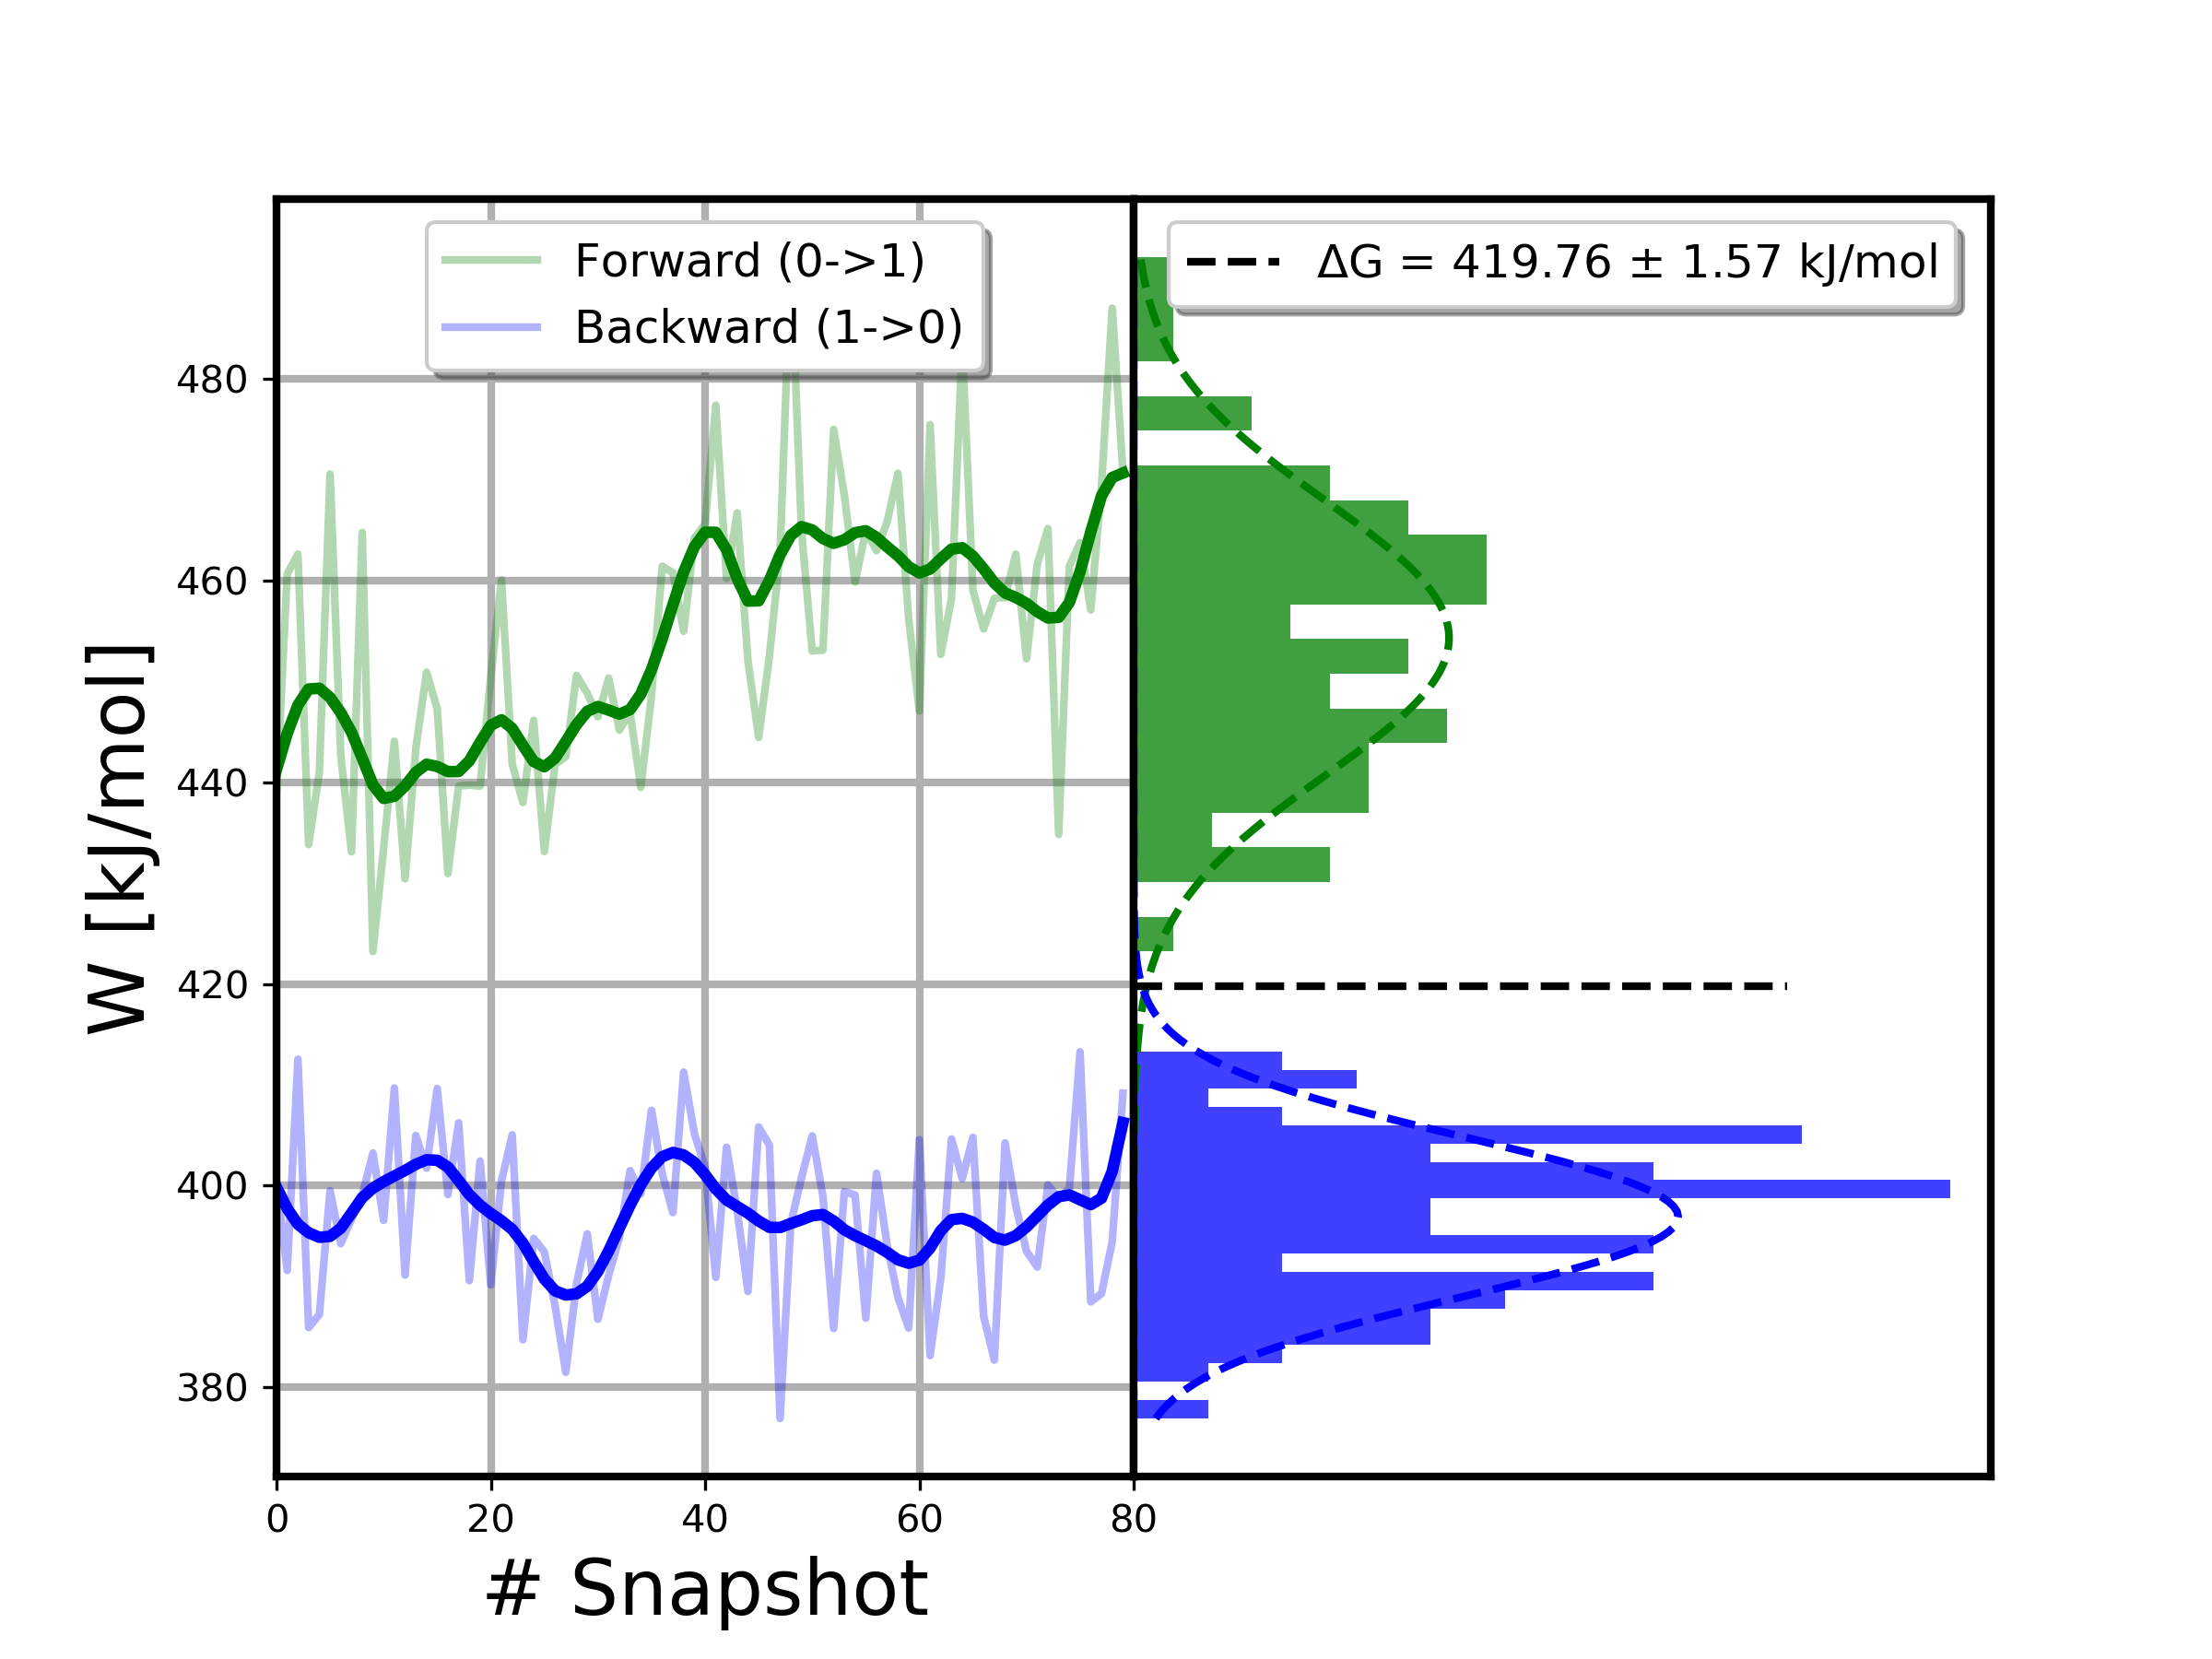 Forward (0->1)
Backward (1->0)
ΔG = 419.76 ± 1.57 kJ/mol
W [kJ/mol]
480
460
440
420
400
380
0 20 40 60 80
# Snapshot